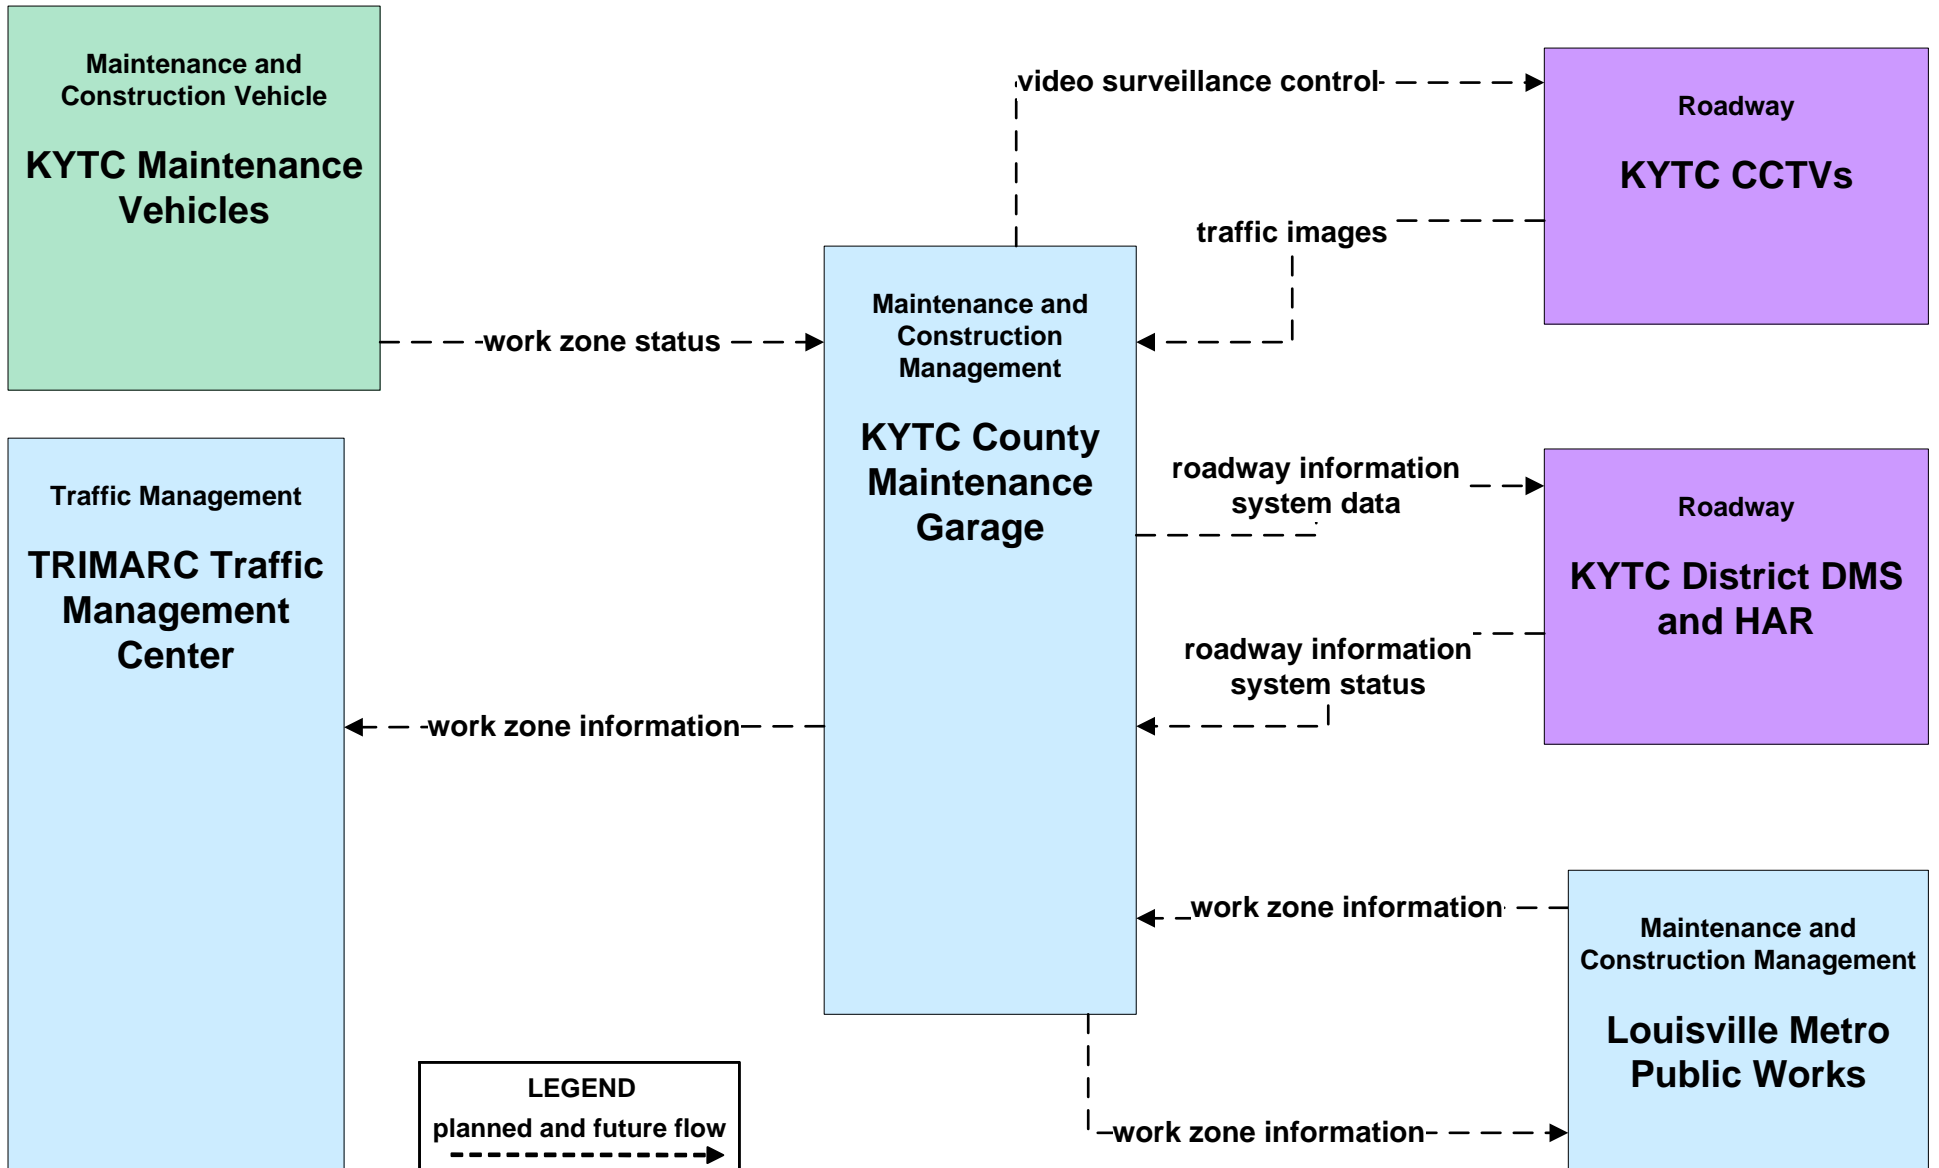 Maintenance and
Construction Vehicle
KYTC Maintenance
Vehicles
video surveillance control
Roadway
KYTC CCTVs
traffic images
work zone status
Maintenance and
Construction
Management
KYTC County
Maintenance
Garage
Traffic Management
TRIMARC Traffic
Management
Center
roadway information
system data
Roadway
KYTC District DMS
and HAR
roadway information
system status
work zone information
work zone information
Maintenance and
Construction Management
Louisville Metro
Public Works
work zone information
LEGEND
planned and future flow